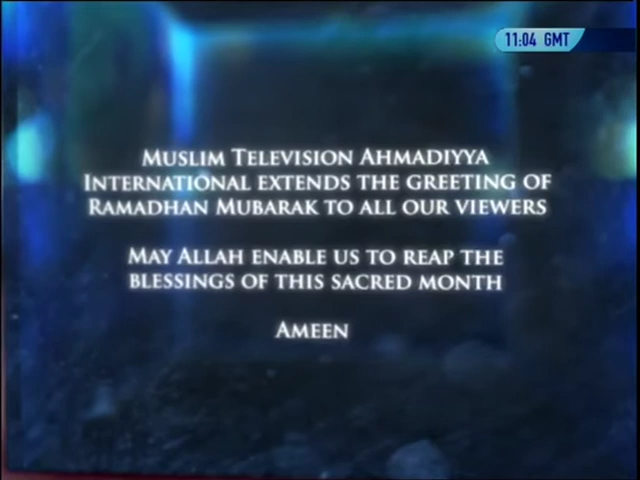 11:04 GMT
Muslim Television Ahmadiyya
International extends the greeting of
Ramadhan Mubarak to all our viewers
May Allah enable us to reap the
blessings of this sacred month
Ameen